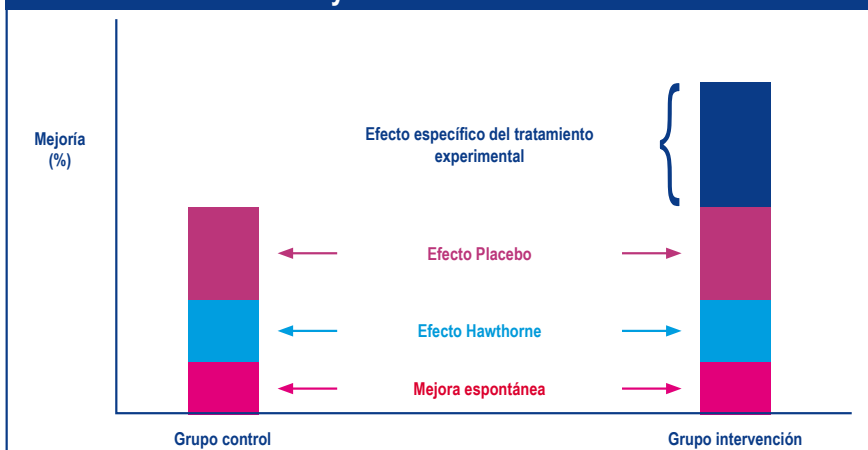 y
Mejoría
(%)
Efecto específico del tratamiento
experimental
Efecto Placebo
Efecto Hawthorne
Mejora espontánea
Grupo control
Grupo intervención